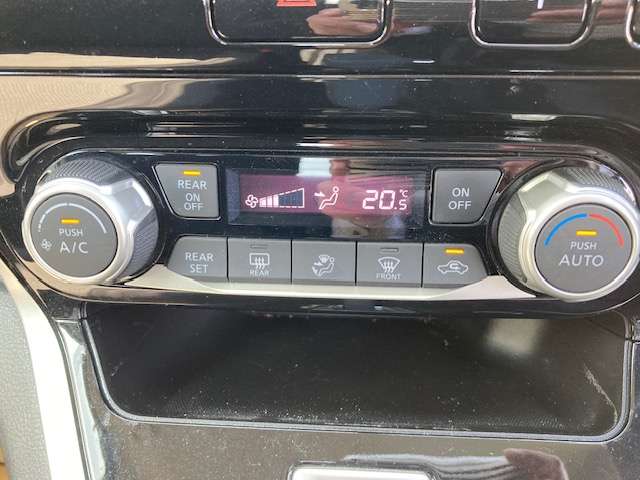 REAR
ON
OFF
20.5
°C
ON
OFF
PUSH
A/C
REAR
SET
REAR
FRONT
PUSH
AUTO